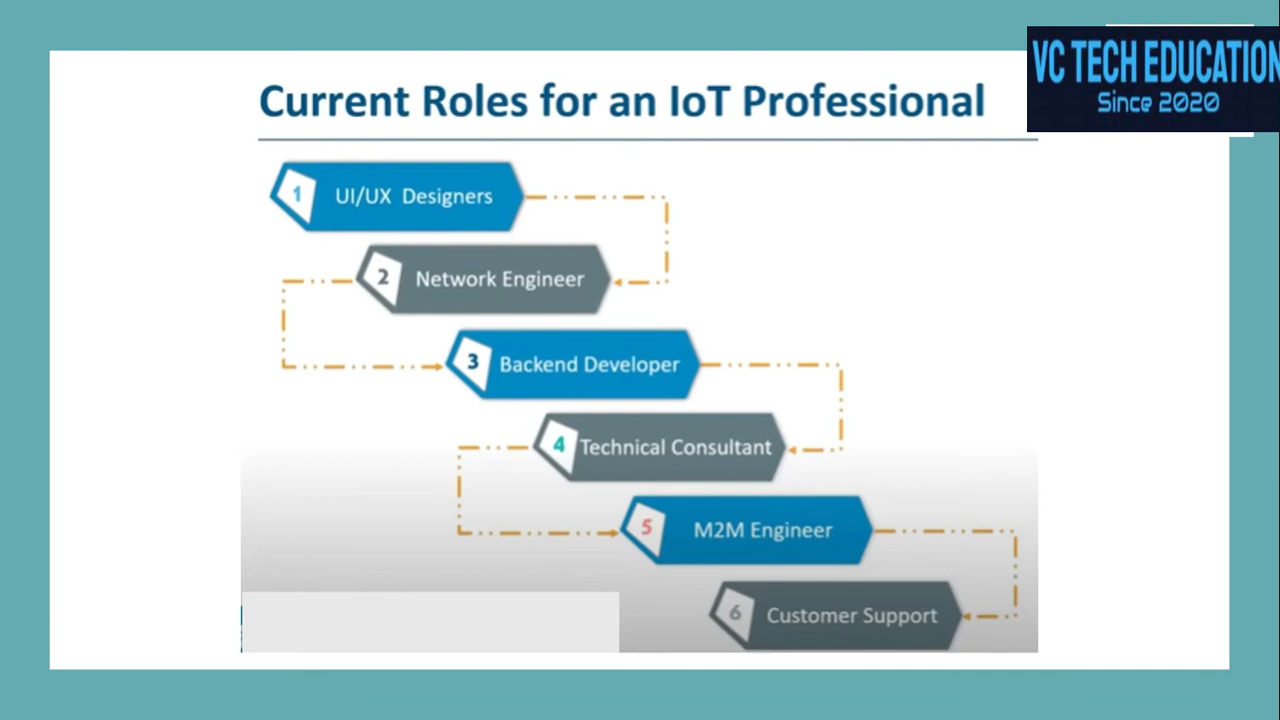 VC TECH EDUCATION
Since 2020
Current Roles for an IoT Professional
1 UI/UX Designers
2 Network Engineer
3 Backend Developer
4 Technical Consultant
5 M2M Engineer
6 Customer Support